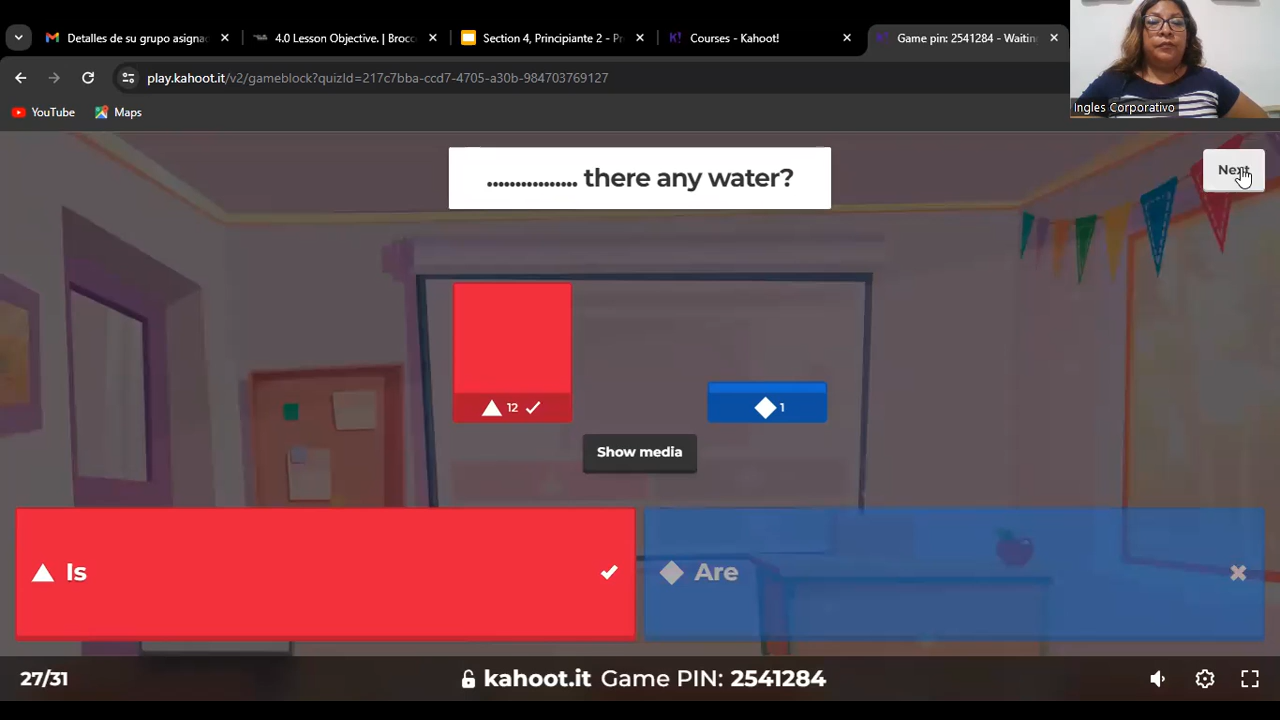 Detalles de su grupo asigna
4.0 Lesson Objective. | Brocc
Section 4, Principiante 2 - Pr
Courses - Kahoot!
Game pin: 2541284 - Waitin
play.kahoot.it/v2/gameblock?quizId=217c7bba-ccd7-4705-a30b-984703769127
YouTube
Maps
Ingles Corporativo
................ there any water?
Next
12
1
Show media
Is
Are
27/31
kahoot.it Game PIN: 2541284